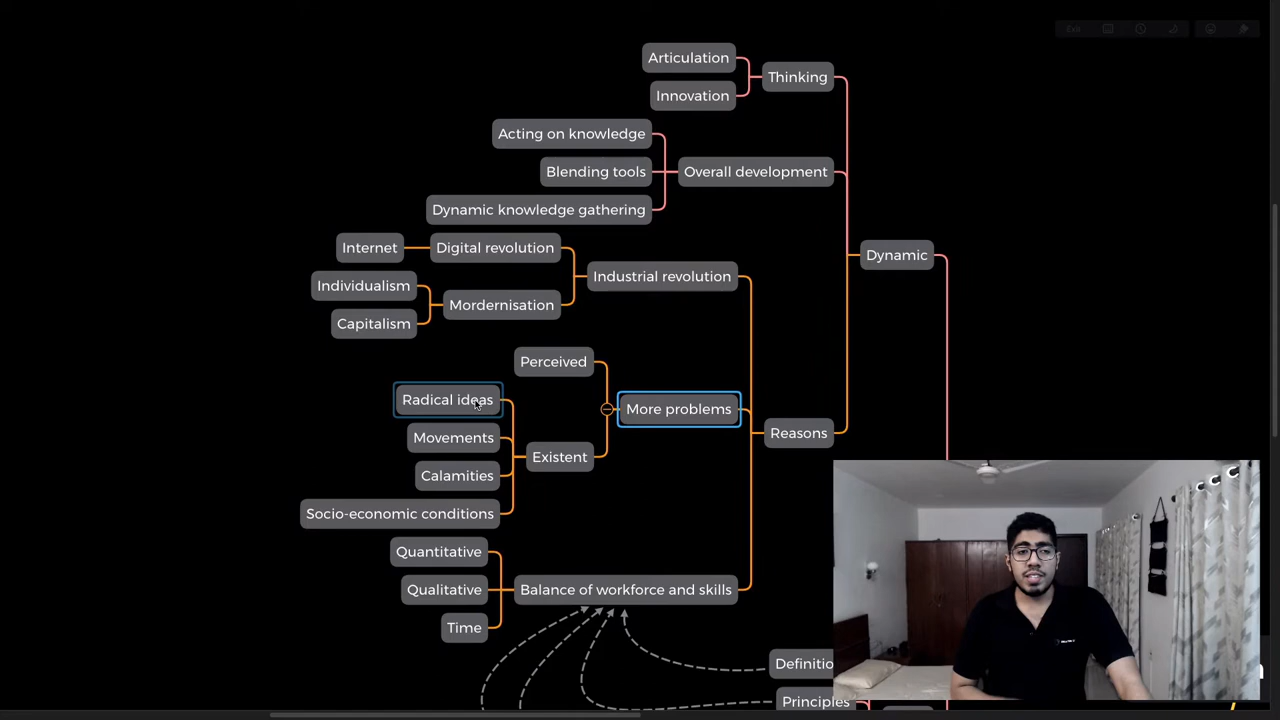 Exit
Articulation
Thinking
Innovation
Acting on knowledge
Blending tools
Overall development
Dynamic knowledge gathering
Internet
Digital revolution
Dynamic
Industrial revolution
Individualism
Mordernisation
Capitalism
Perceived
Radical ideas
More problems
Movements
Reasons
Existent
Calamities
Socio-economic conditions
Quantitative
Qualitative
Balance of workforce and skills
Time
Definitio
Principles